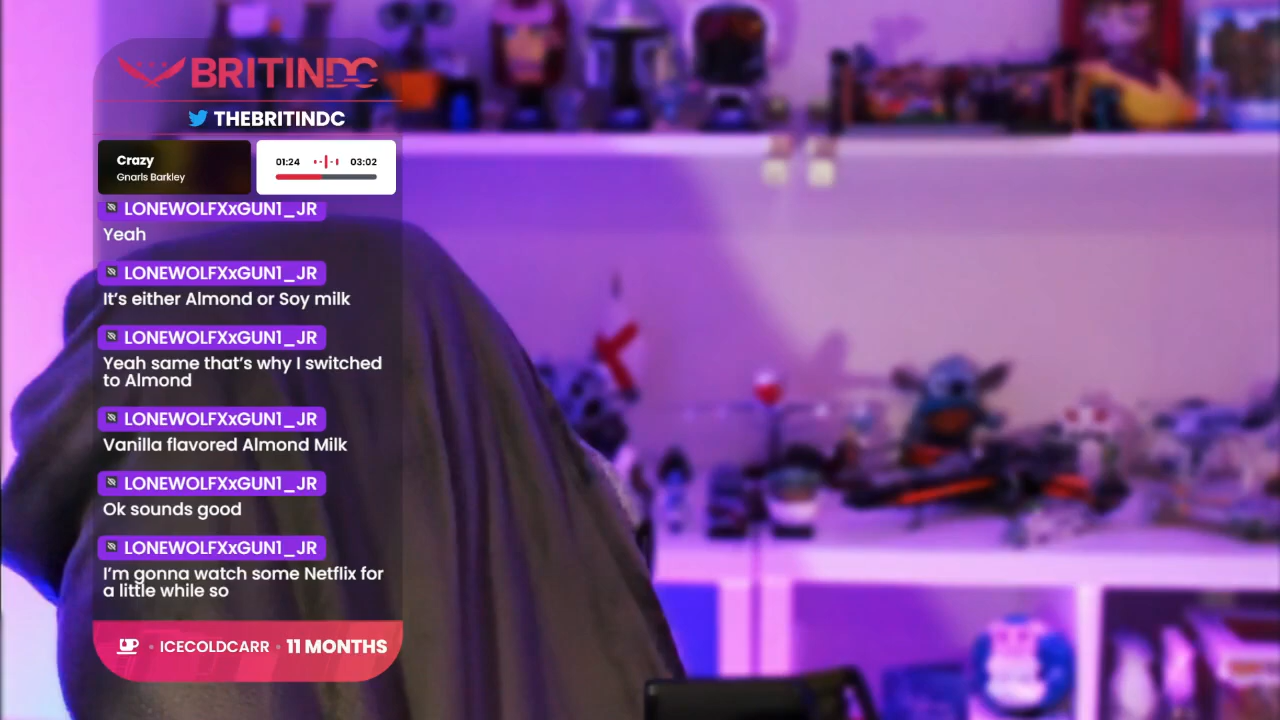 BRITINDC
THEBRITINDC
Crazy
Gnarls Barkley
01:24 03:02
LONEWOLFXxGUN1_JR
Yeah
LONEWOLFXxGUN1_JR
It's either Almond or Soy milk
LONEWOLFXxGUN1_JR
Yeah same that's why I switched
to Almond
LONEWOLFXxGUN1_JR
Vanilla flavored Almond Milk
LONEWOLFXxGUN1_JR
Ok sounds good
LONEWOLFXxGUN1_JR
I'm gonna watch some Netflix for
a little while so
• ICECOLDCARR • 11 MONTHS